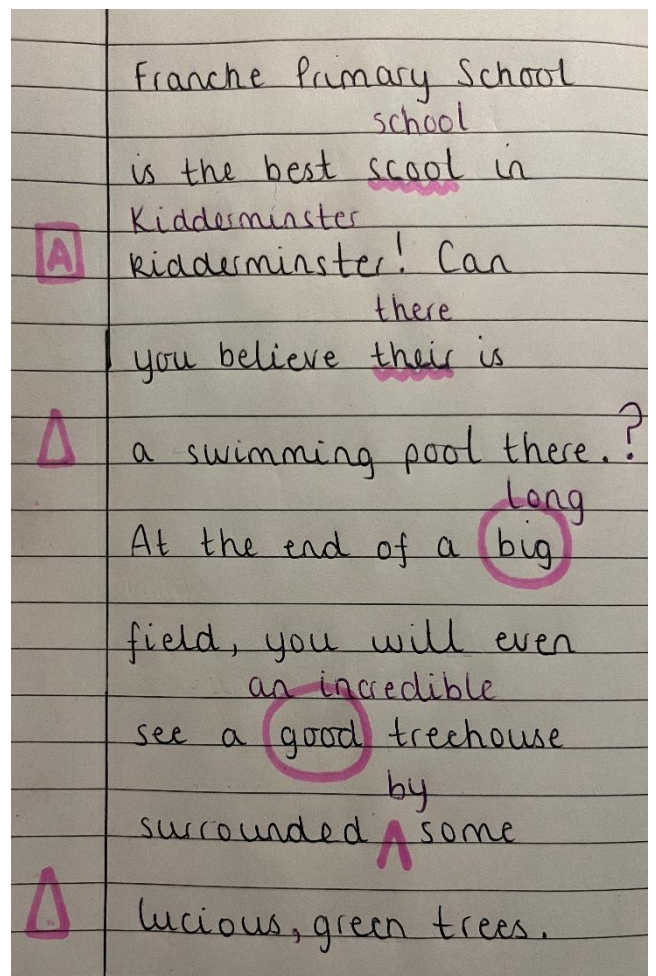 Franche Primary School
school
is the best scool in
Kidderminster
A
kidderminster! Can
there
you believe their is
a swimming pool there. ?
long
At the end of a big
field, you will even
an incredible
see a good treehouse
by
surrounded ^ some
lucious, green trees.